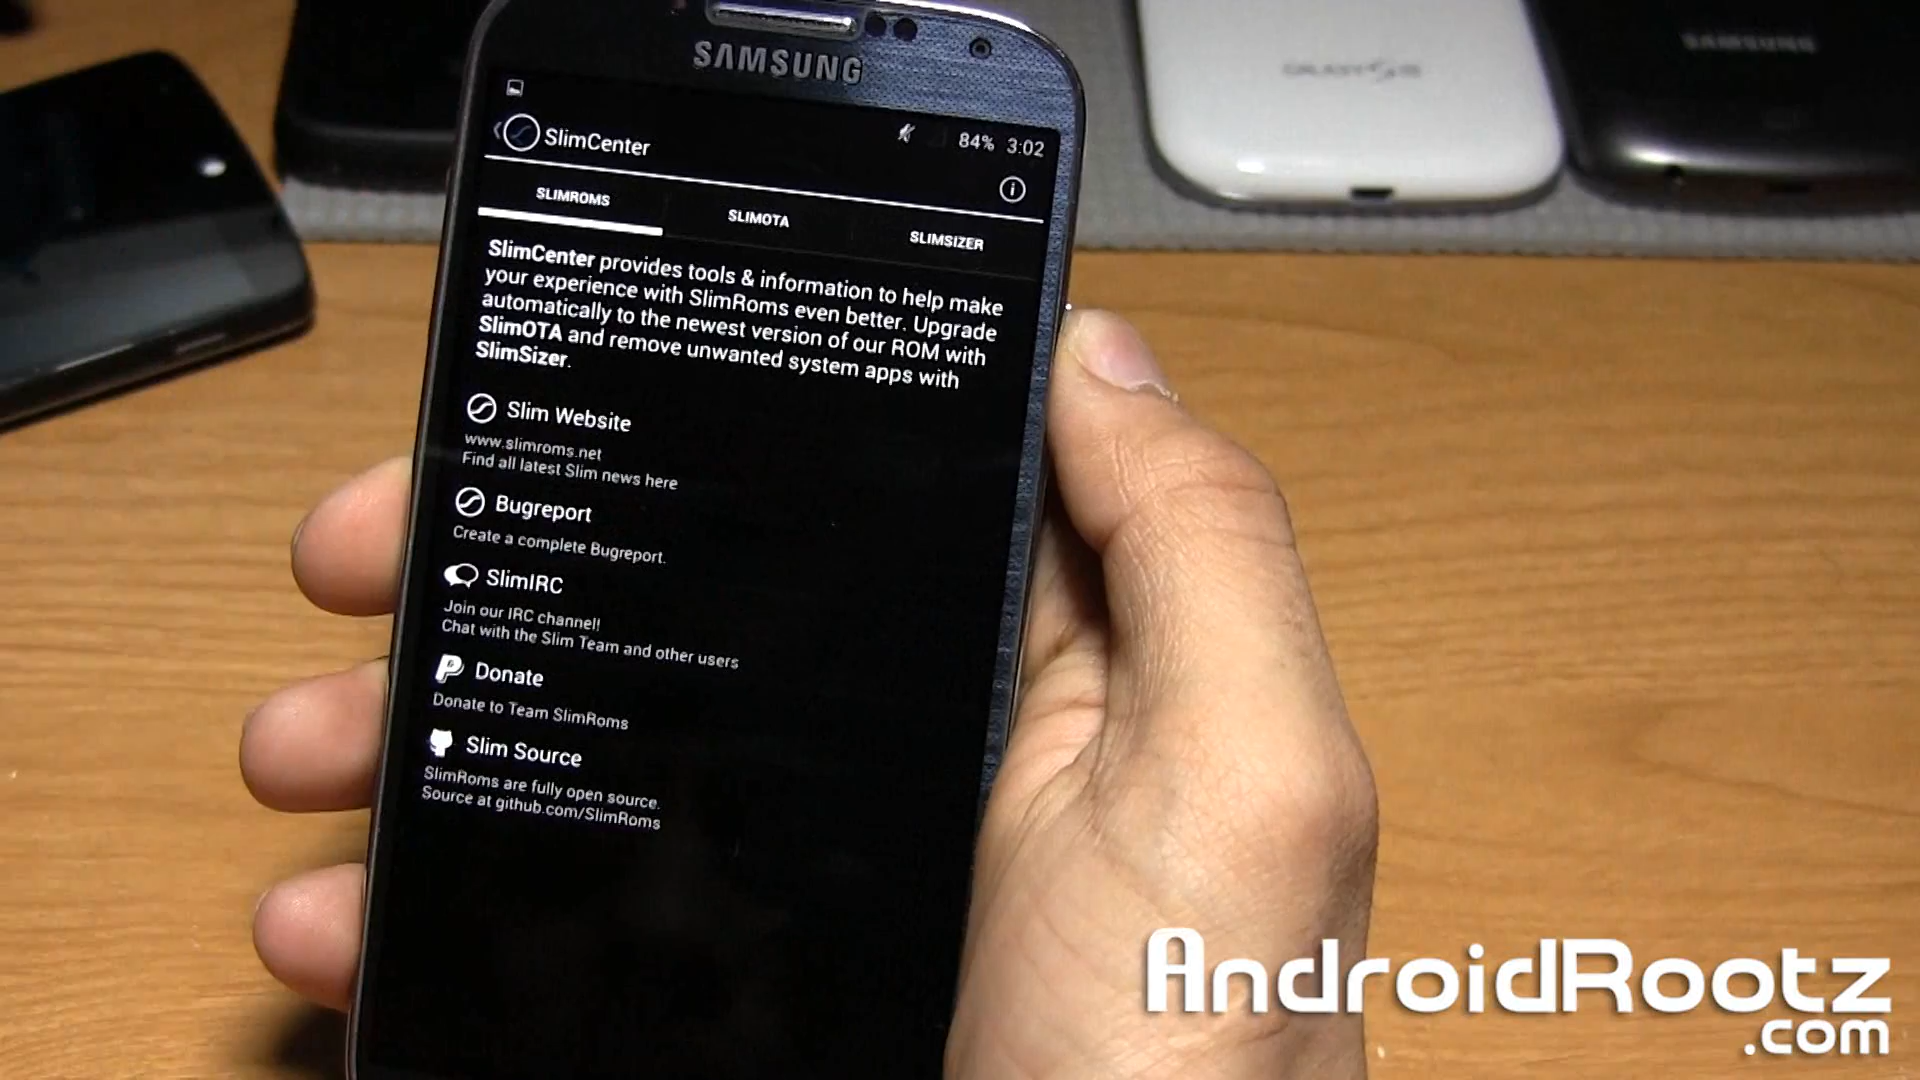 SAMSUNG
SAMSUNG
GALAXY S III
84% 3:02
SlimCenter
SLIMROMS
SLIMOTA
SLIMSIZER
SlimCenter provides tools & information to help make
your experience with SlimRoms even better. Upgrade
automatically to the newest version of our ROM with
SlimOTA and remove unwanted system apps with
SlimSizer.
Slim Website
www.slimroms.net
Find all latest Slim news here
Bugreport
Create a complete Bugreport.
SlimIRC
Join our IRC channel!
Chat with the Slim Team and other users
Donate
Donate to Team SlimRoms
Slim Source
SlimRoms are fully open source.
Source at github.com/SlimRoms
AndroidRootz
.com